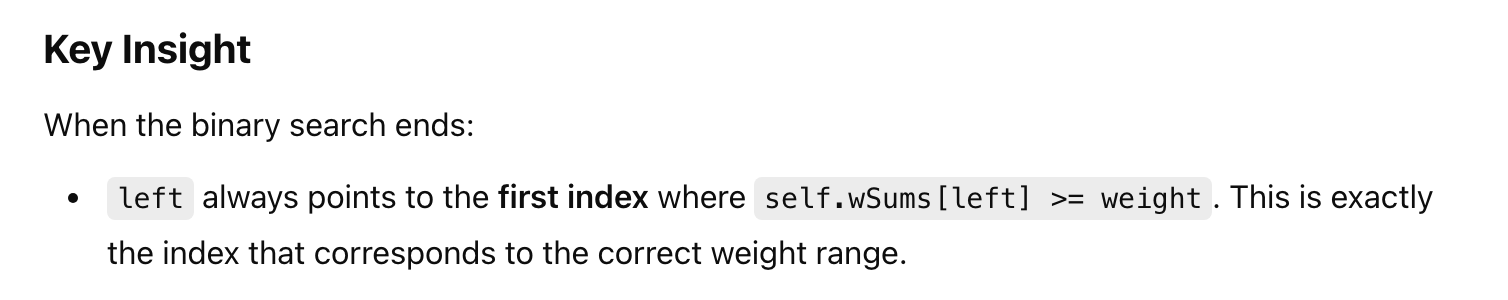 Key Insight
When the binary search ends:
• left always points to the first index where self.wSums[left] >= weight. This is exactly
the index that corresponds to the correct weight range.